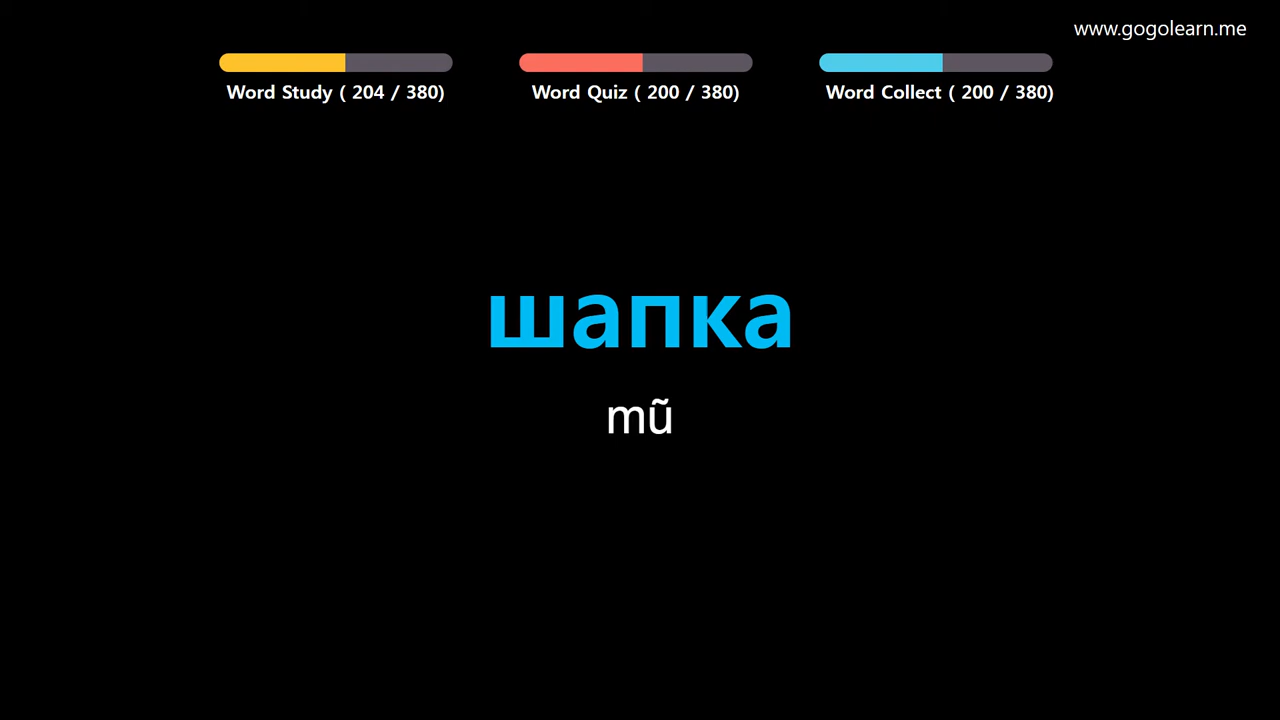 www.gogolearn.me
Word Study ( 204 / 380)
Word Quiz ( 200 / 380)
Word Collect ( 200 / 380)
шапка
mũ